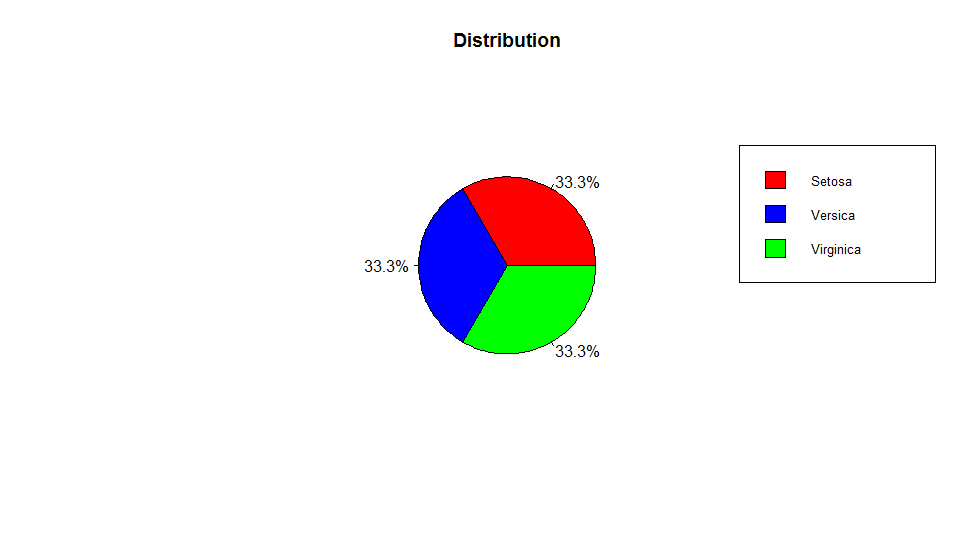 Distribution
33.3%
33.3%
33.3%
Setosa
Versica
Virginica